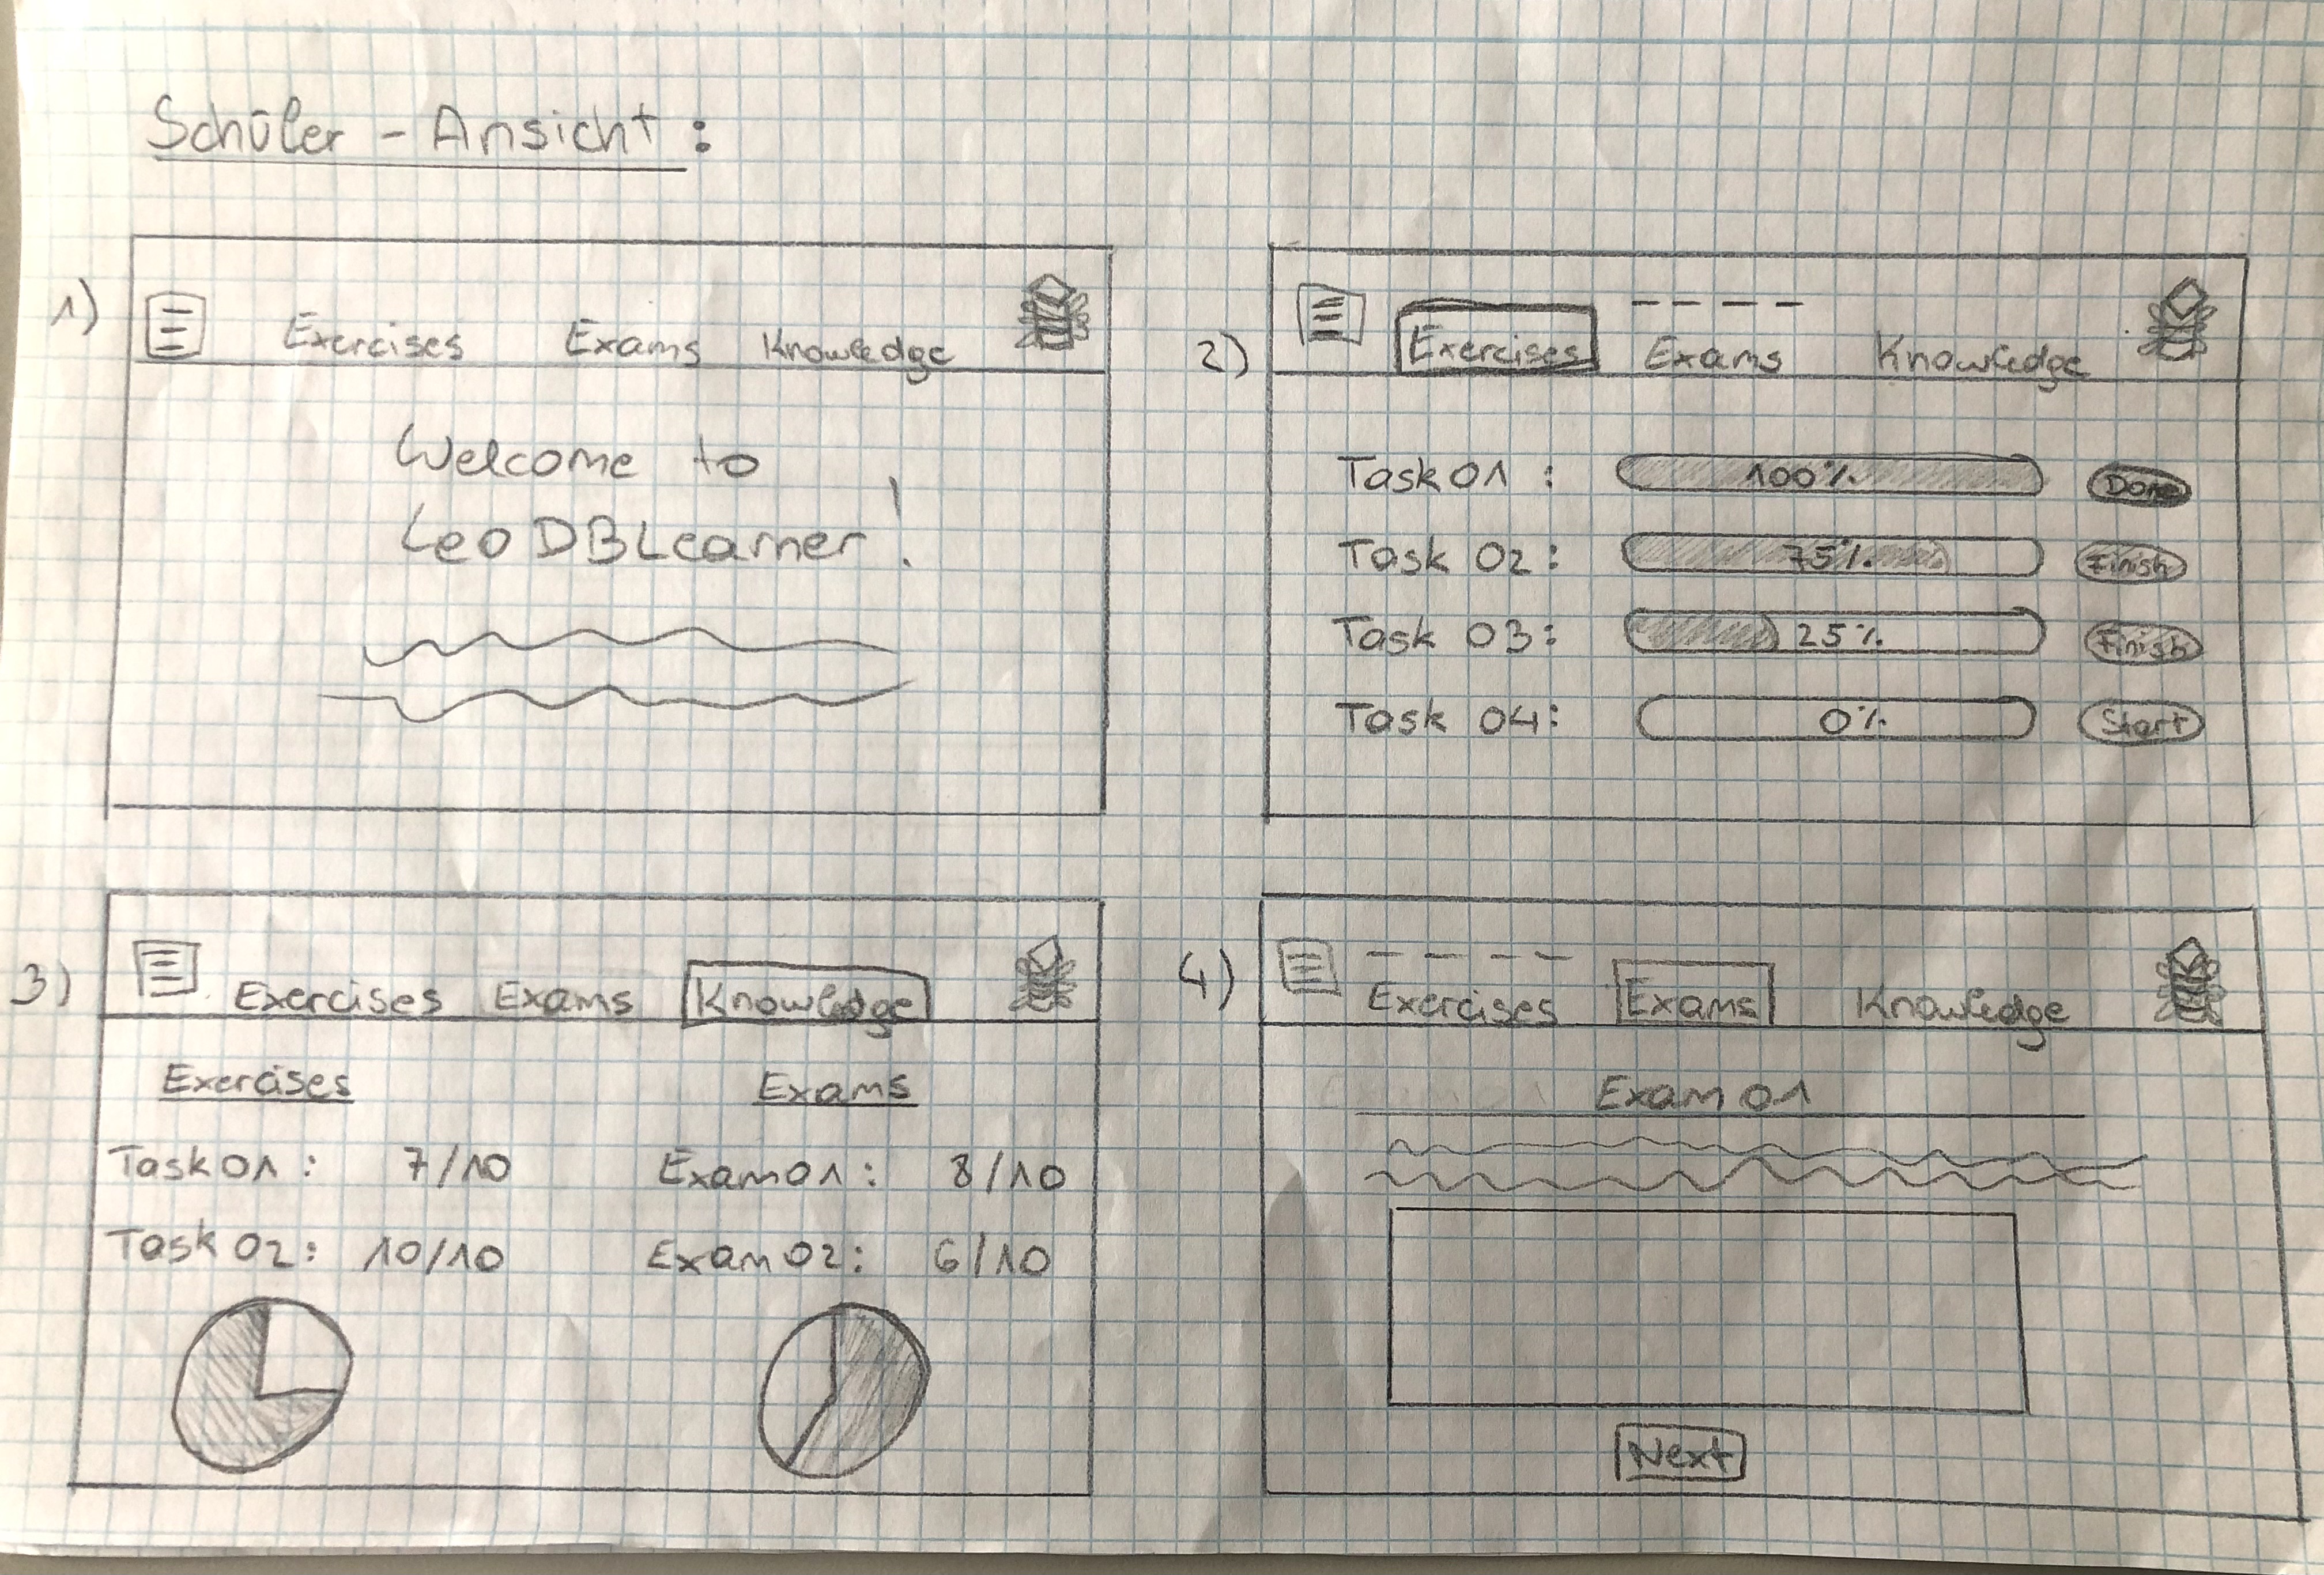 Schüler - Ansicht:
1)
Exercises Exams Knowledge
Welcome to
Leo DBLearner!
2)
Exercises Exams Knowledge
Task 01: 100% Done
Task 02: 75% Finish
Task 03: 25% Finish
Task 04: 0% Start
3)
Exercises Exams Knowledge
Exercises Exams
Task 01: 7/10 Exam 01: 8/10
Task 02: 10/10 Exam 02: 6/10
4)
Exercises Exams Knowledge
Exam 01
Next